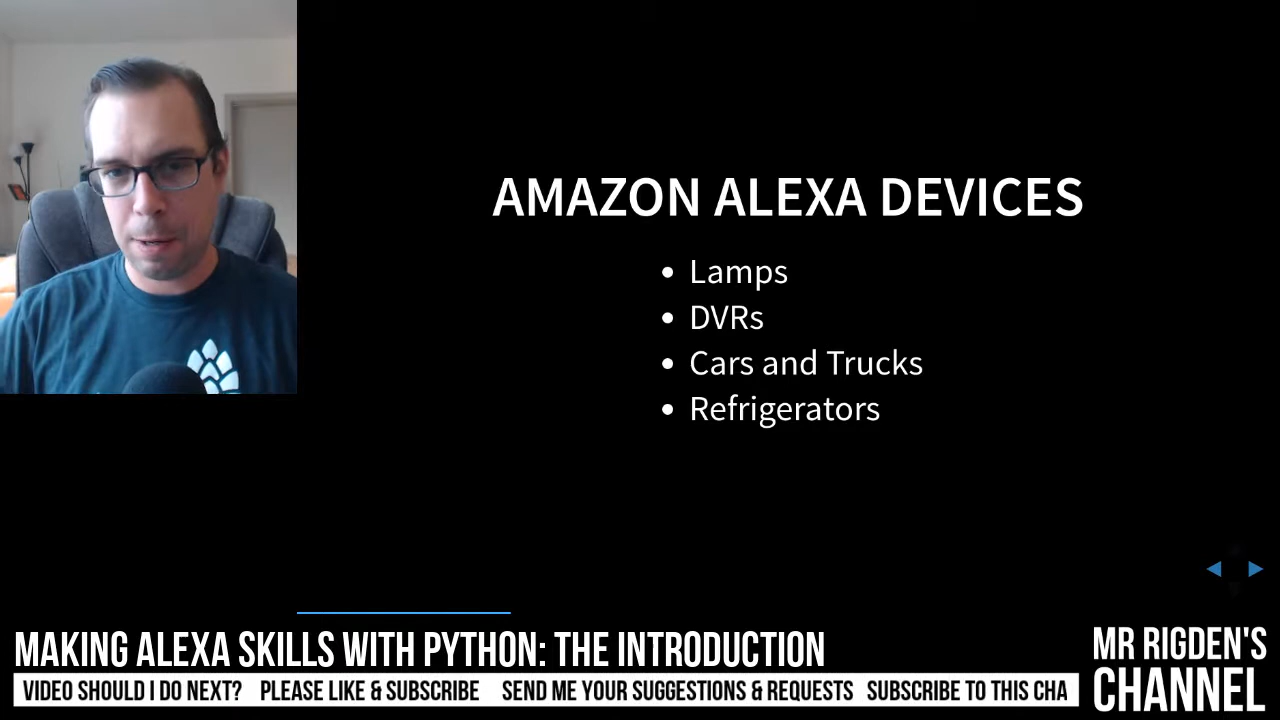 AMAZON ALEXA DEVICES
Lamps
DVRs
Cars and Trucks
Refrigerators
MAKING ALEXA SKILLS WITH PYTHON: THE INTRODUCTION
VIDEO SHOULD I DO NEXT? PLEASE LIKE & SUBSCRIBE SEND ME YOUR SUGGESTIONS & REQUESTS SUBSCRIBE TO THIS CHA
MR RIGDEN'S
CHANNEL